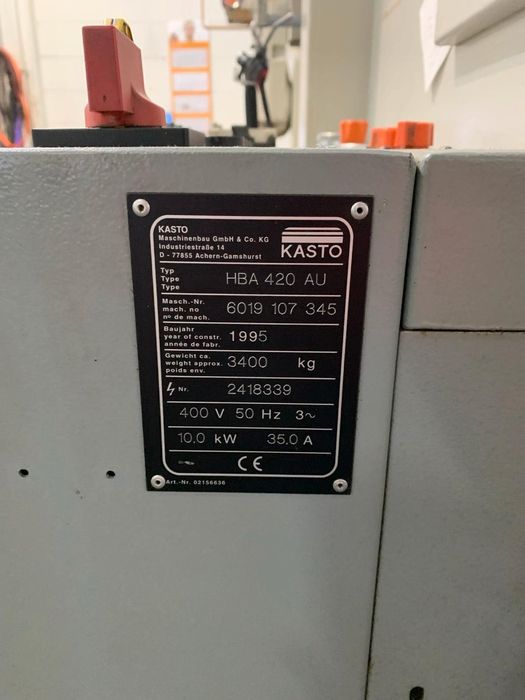 KASTO
Maschinenbau GmbH & Co. KG
Industriestraße 14
D - 77855 Achern-Gamshurst
KASTO
Typ
Type
Type
HBA 420 AU
Masch.-Nr.
mach. no
n° de mach.
6019 107 345
Baujahr
year of constr.
année de fabr.
1995
Gewicht ca.
weight approx.
poids env.
3400 kg
Nr. 2418339
400 V 50 Hz 3~
10.0 kW 35.0 A
CE
Art.-Nr. 02156636